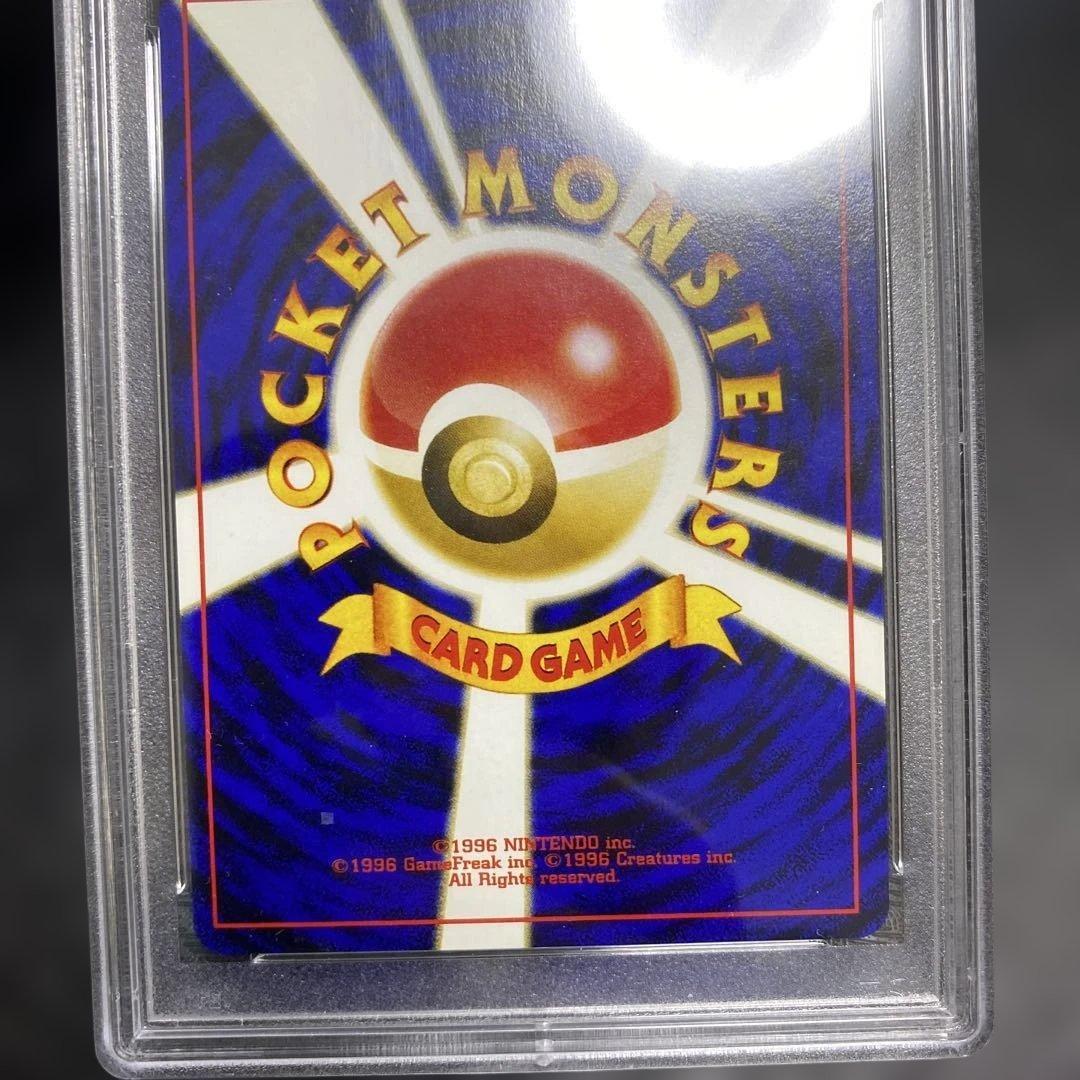 POCKET MONSTERS
CARD GAME
©1996 NINTENDO inc.
©1996 GameFreak inc. ©1996 Creatures inc.
All Rights reserved.